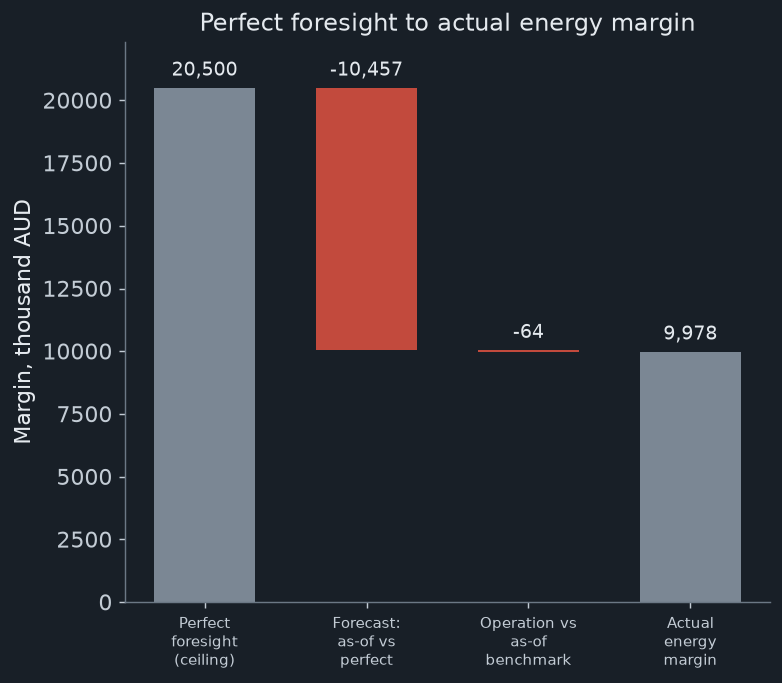 Perfect foresight to actual energy margin
Margin, thousand AUD
20000
17500
15000
12500
10000
7500
5000
2500
0
20,500
-10,457
-64
9,978
Perfect
foresight
(ceiling)
Forecast:
as-of vs
perfect
Operation vs
as-of
benchmark
Actual
energy
margin